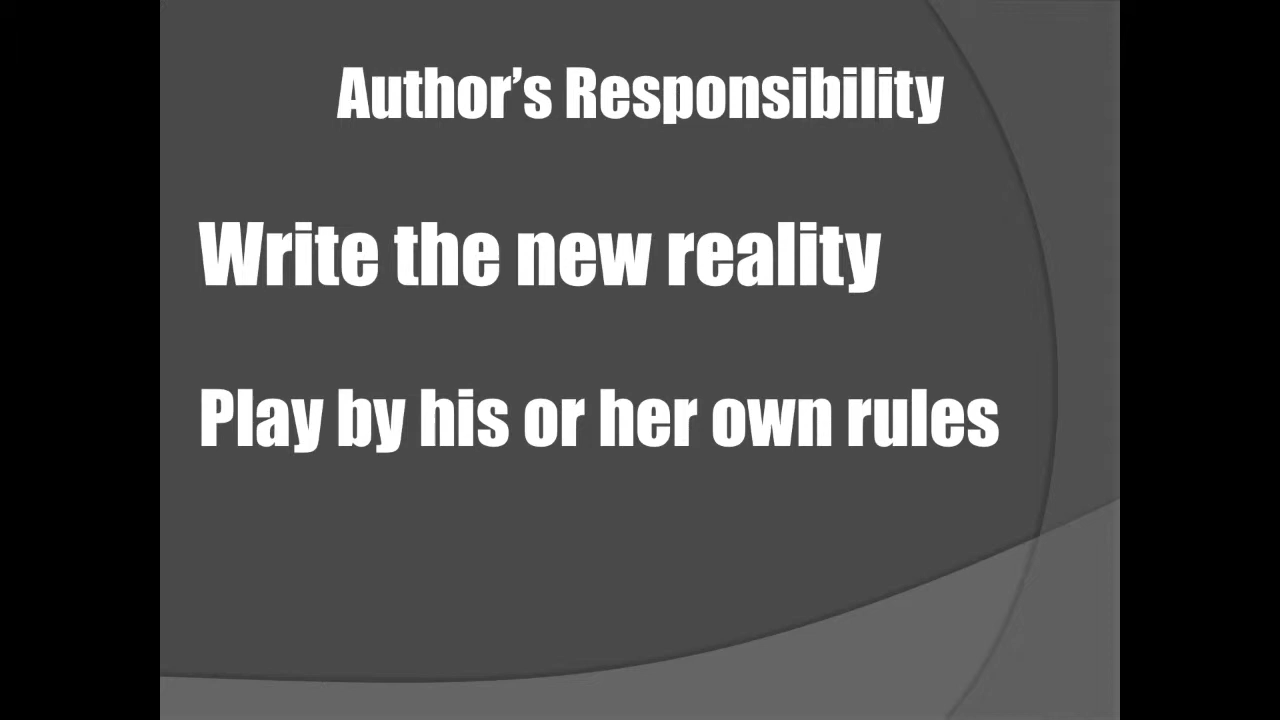 Author’s Responsibility
Write the new reality
Play by his or her own rules